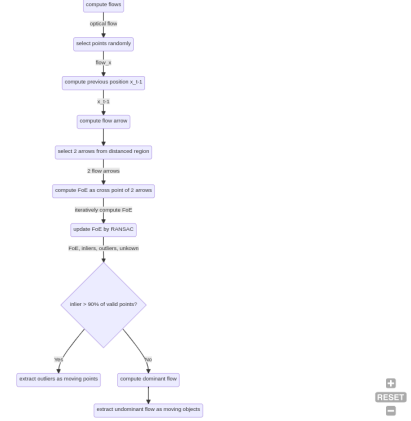 compute flows
optical flow
select points randomly
flow_x
compute previous position x_t-1
x_t-1
compute flow arrow
select 2 arrows from distanced region
2 flow arrows
compute FoE as cross point of 2 arrows
iteratively compute FoE
update FoE by RANSAC
FoE, inliers, outliers, unkown
inlier > 90% of valid points?
Yes
No
extract outliers as moving points
compute dominant flow
extract undominant flow as moving objects
RESET